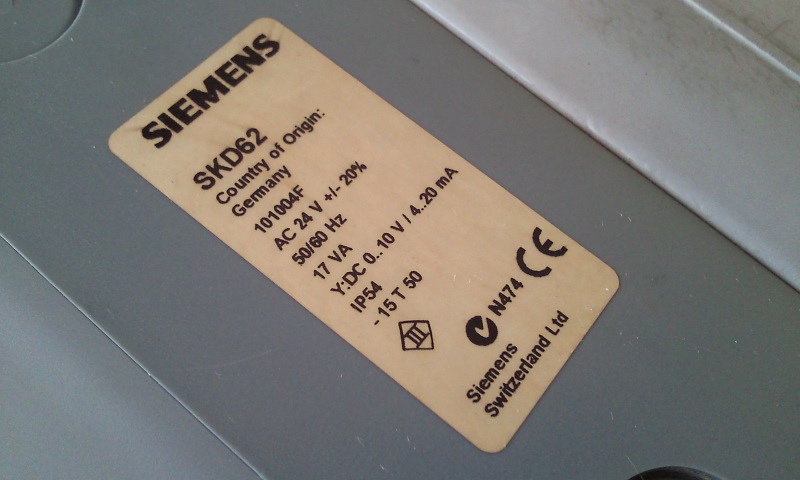 SIEMENS
SKD62
Country of Origin:
Germany
101004F
AC 24 V +/- 20%
50/60 Hz
17 VA
Y:DC 0..10 V / 4..20 mA
IP54
- 15 T 50
III
N474 CE
Siemens
Switzerland Ltd